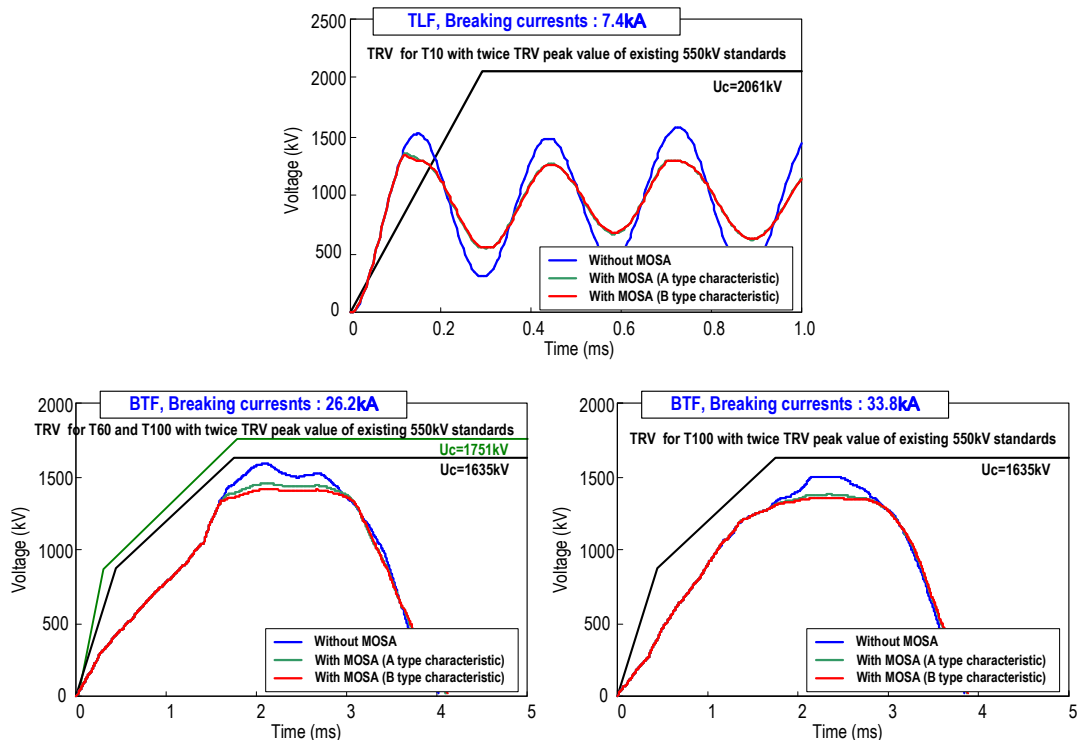 TLF, Breaking curresnts : 7.4kA
TRV for T10 with twice TRV peak value of existing 550kV standards
Uc=2061kV
2500
2000
1500
1000
500
0
Voltage (kV)
Without MOSA
With MOSA (A type characteristic)
With MOSA (B type characteristic)
0 0.2 0.4 0.6 0.8 1.0
Time (ms)
BTF, Breaking curresnts : 26.2kA
TRV for T60 and T100 with twice TRV peak value of existing 550kV standards
Uc=1751kV
Uc=1635kV
2000
1500
1000
500
0
Voltage (kV)
Without MOSA
With MOSA (A type characteristic)
With MOSA (B type characteristic)
0 1 2 3 4 5
Time (ms)
BTF, Breaking curresnts : 33.8kA
TRV for T100 with twice TRV peak value of existing 550kV standards
Uc=1635kV
2000
1500
1000
500
0
Voltage (kV)
Without MOSA
With MOSA (A type characteristic)
With MOSA (B type characteristic)
0 1 2 3 4 5
Time (ms)